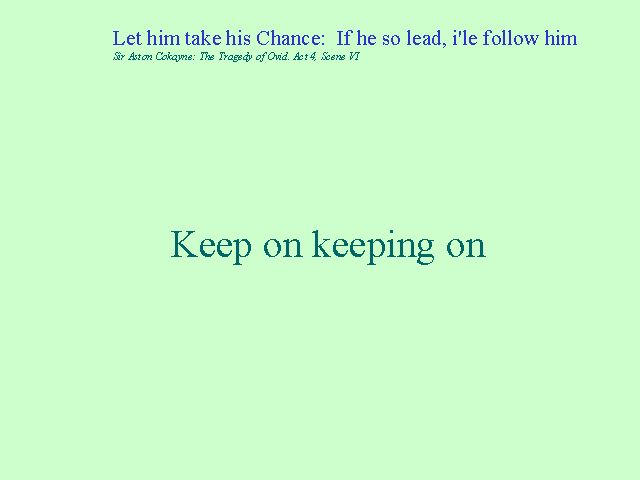 Let him take his Chance:  If he so lead, i'le follow him
Sir Aston Cokayne: The Tragedy of Ovid. Act 4, Scene VI
Keep on keeping on